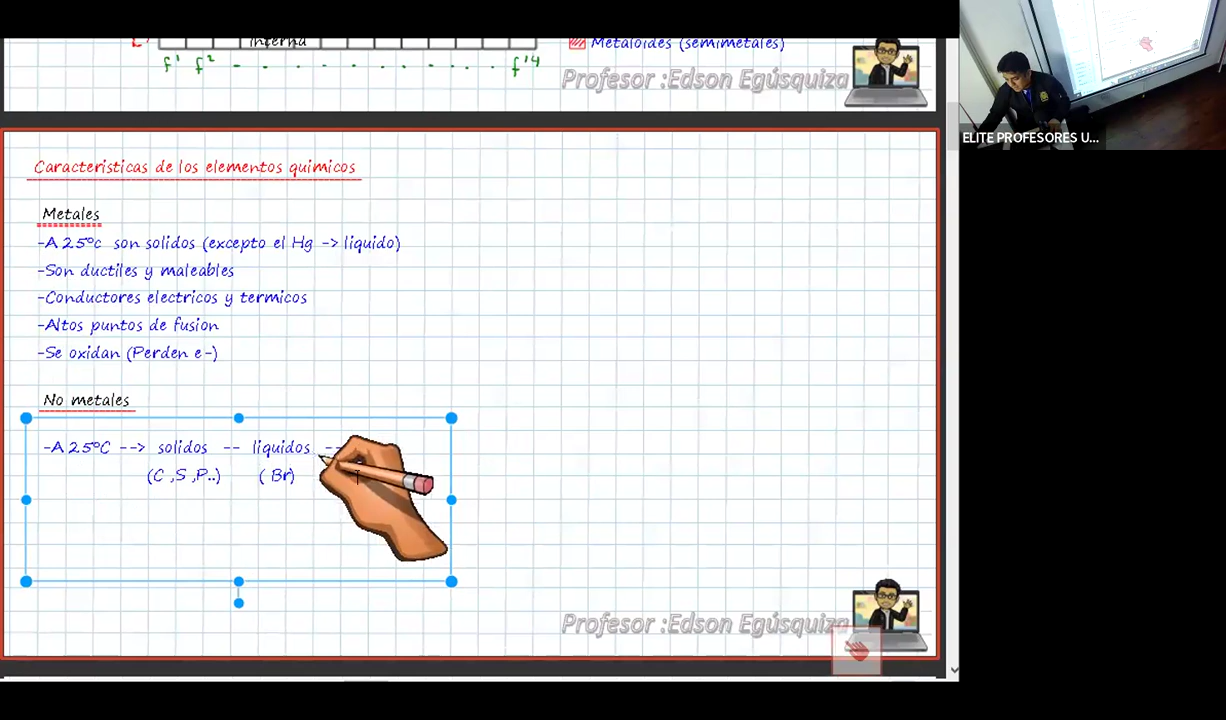 interna
f¹ f² - . - . . . . . . . . . f¹⁴
Metaloides (semimetales)
Profesor :Edson Egúsquiza
ELITE PROFESORES U...
Caracteristicas de los elementos quimicos
Metales
-A 25°c son solidos (excepto el Hg -> liquido)
-Son ductiles y maleables
-Conductores electricos y termicos
-Altos puntos de fusion
-Se oxidan (Perden e-)
No metales
-A 25°C --> solidos -- liquidos --
(C ,S ,P..) ( Br)
Profesor :Edson Egúsquiza